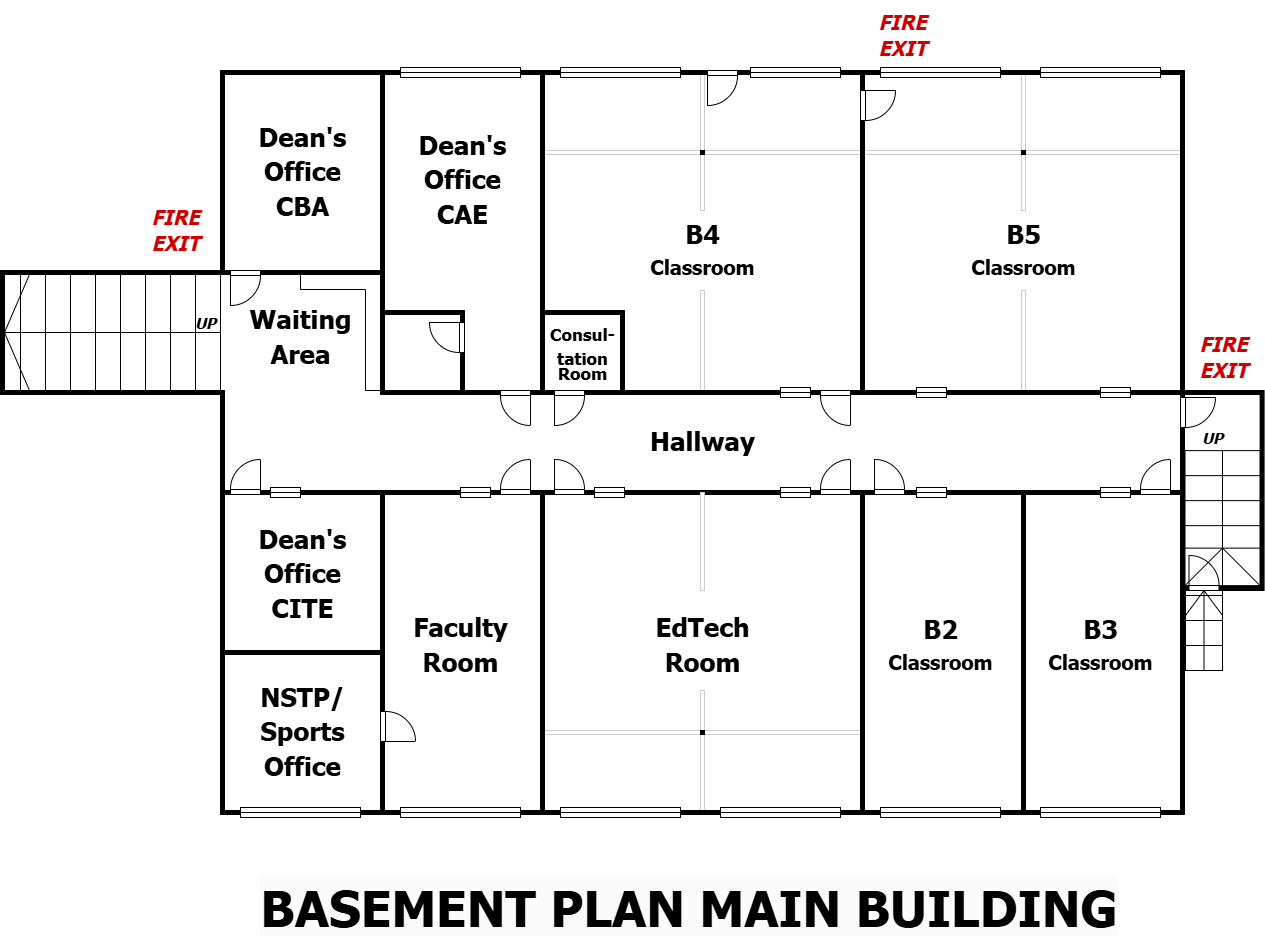 FIRE
EXIT
Dean's
Office
CBA
Dean's
Office
CAE
FIRE
EXIT
B4
Classroom
B5
Classroom
UP
Waiting
Area
Consul-
tation
Room
FIRE
EXIT
Hallway
UP
Dean's
Office
CITE
Faculty
Room
EdTech
Room
B2
Classroom
B3
Classroom
NSTP/
Sports
Office
BASEMENT PLAN MAIN BUILDING